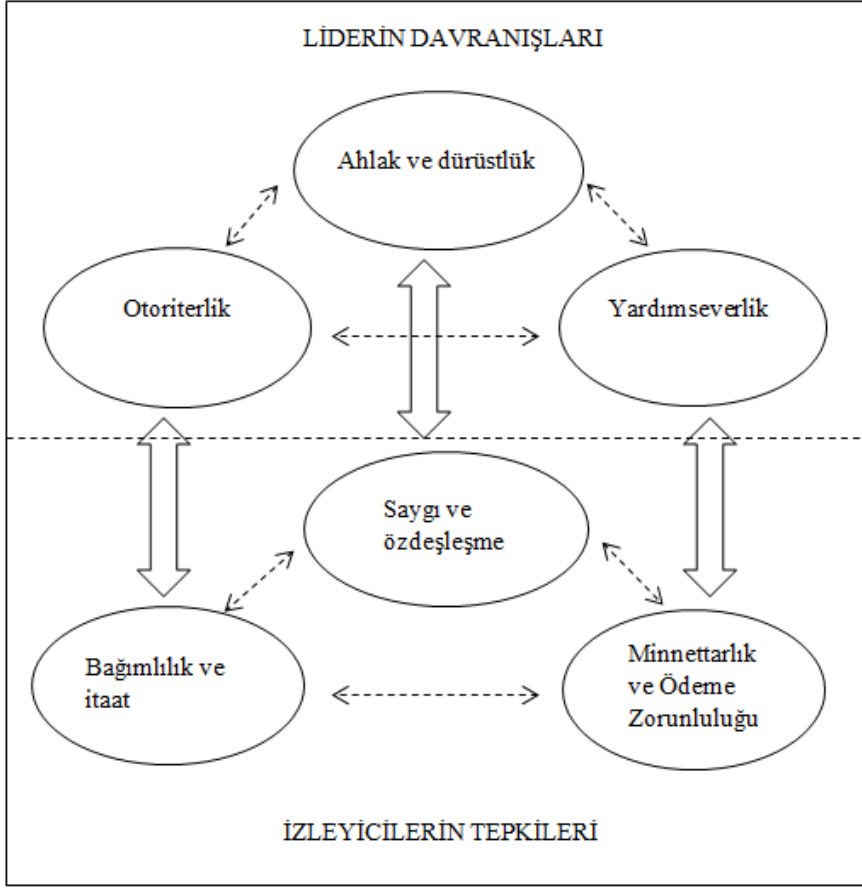 LİDERİN DAVRANIŞLARI
Ahlak ve dürüstlük
Otoriterlik
Yardımseverlik
Saygı ve
özdeşleşme
Bağımlılık ve
itaat
Minnettarlık
ve Ödeme
Zorunluluğu
İZLEYİCİLERİN TEPKİLERİ